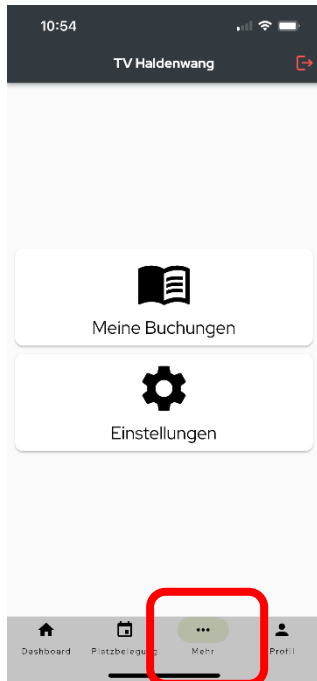 10:54
TV Haldenwang
Meine Buchungen
Einstellungen
Dashboard Platzbelegung Mehr Profil